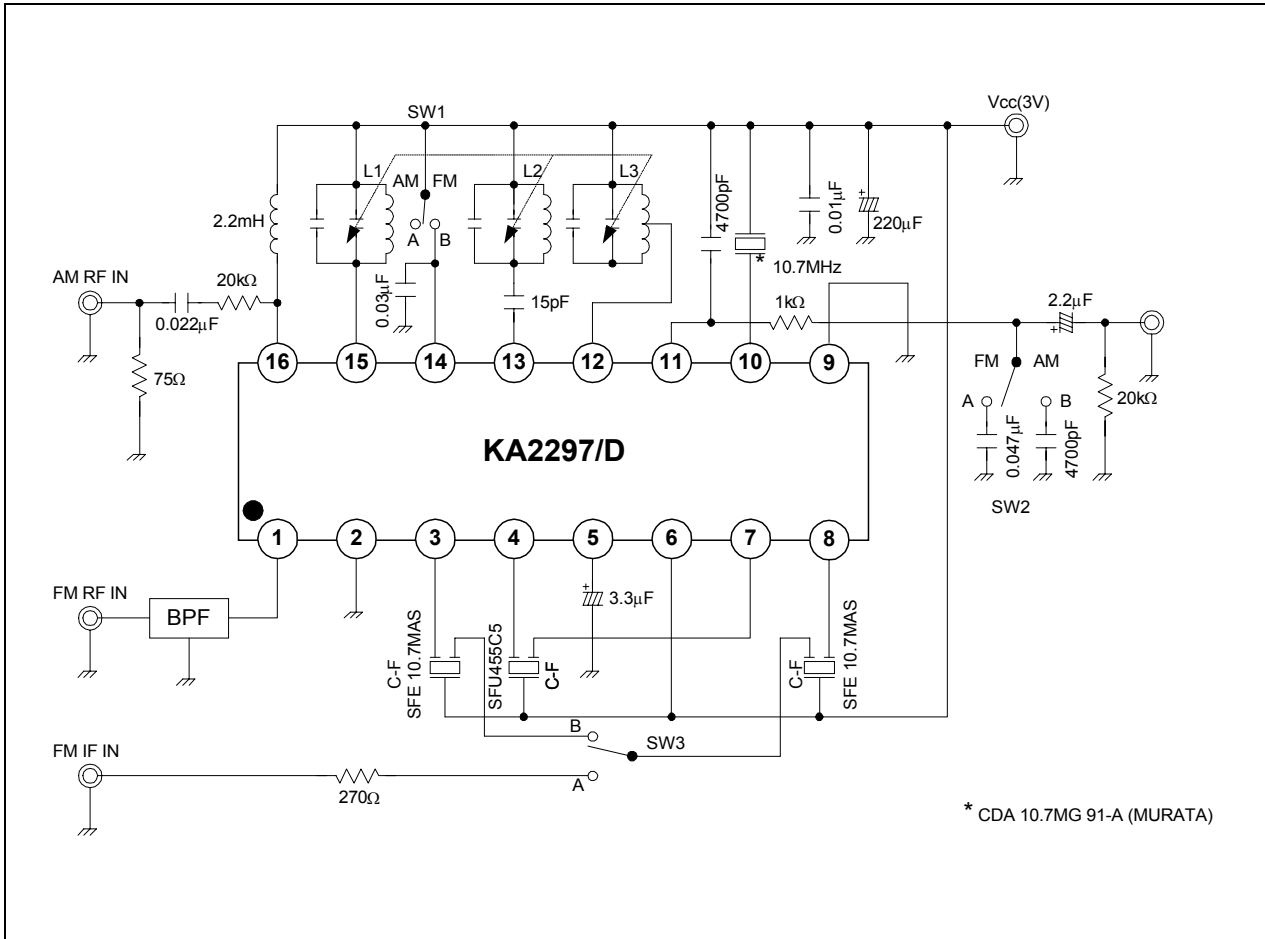 Vcc(3V)
SW1
L1
AM FM
A
B
L2
L3
2.2mH
0.03µF
15pF
4700pF
* 10.7MHz
0.01µF
+
220µF
AM RF IN
0.022µF
20kΩ
75Ω
1kΩ
2.2µF
+
FM AM
A
B
0.047µF
4700pF
20kΩ
SW2
16 15 14 13 12 11 10 9
KA2297/D
1 2 3 4 5 6 7 8
FM RF IN
BPF
C-F
SFE 10.7MAS
SFU455C5
C-F
+
3.3µF
C-F
SFE 10.7MAS
B
SW3
A
FM IF IN
270Ω
* CDA 10.7MG 91-A (MURATA)